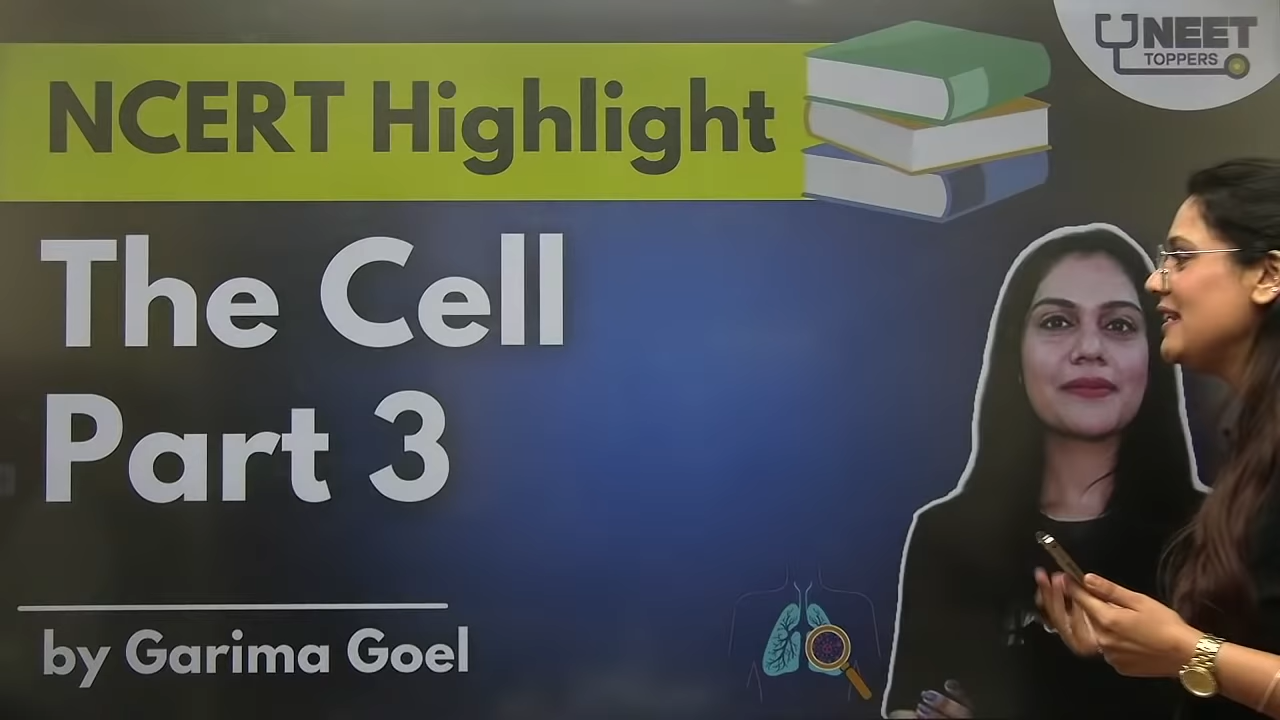 NEET
TOPPERS
NCERT Highlight
The Cell
Part 3
by Garima Goel